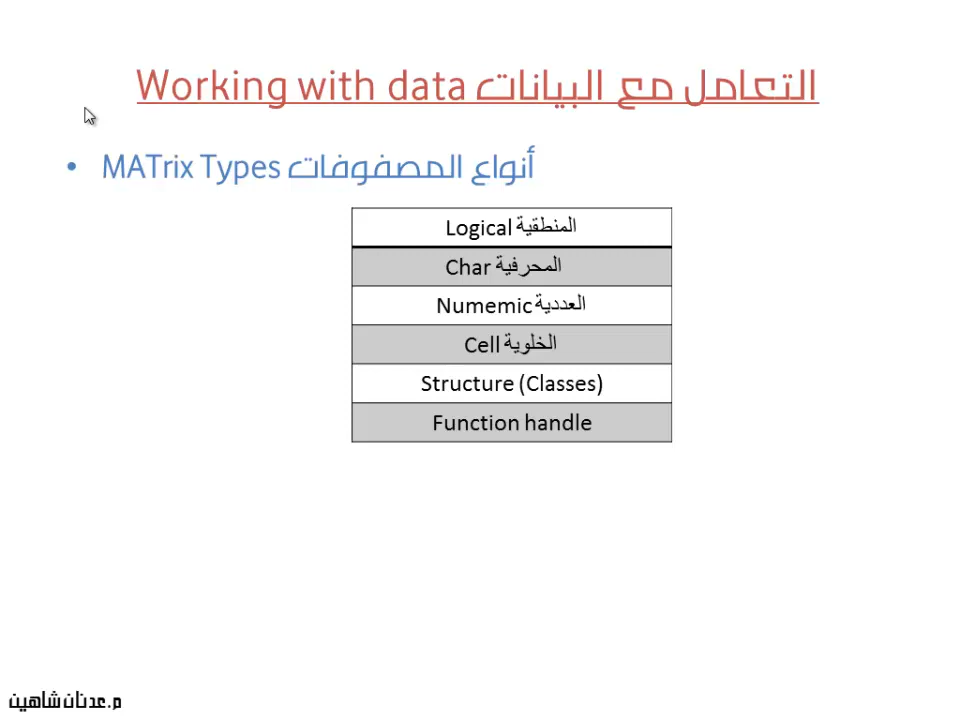 Working with data التعامل مع البيانات
• MATrix Types أنواع المصفوفات
Logical المنطقية
Char المحرفية
Numemic العددية
Cell الخلوية
Structure (Classes)
Function handle
م.عدنان شاهين